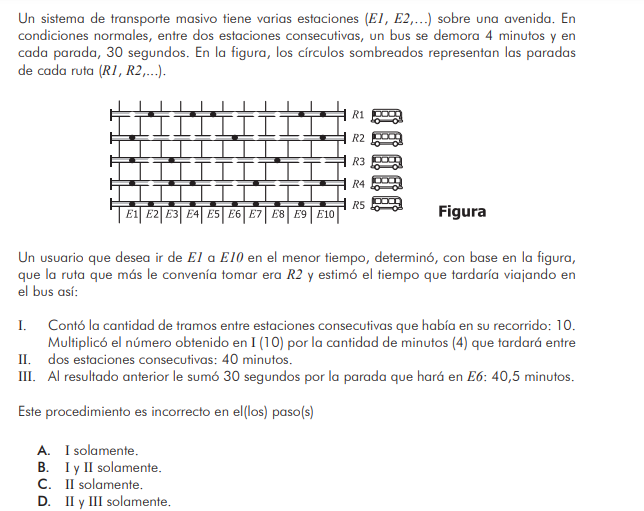 Un sistema de transporte masivo tiene varias estaciones (E1, E2,...) sobre una avenida. En
condiciones normales, entre dos estaciones consecutivas, un bus se demora 4 minutos y en
cada parada, 30 segundos. En la figura, los círculos sombreados representan las paradas
de cada ruta (R1, R2,...).
R1
R2
R3
R4
R5
E1 E2 E3 E4 E5 E6 E7 E8 E9 E10
Figura
Un usuario que desea ir de E1 a E10 en el menor tiempo, determinó, con base en la figura,
que la ruta que más le convenía tomar era R2 y estimó el tiempo que tardaría viajando en
el bus así:
I. Contó la cantidad de tramos entre estaciones consecutivas que había en su recorrido: 10.
Multiplicó el número obtenido en I (10) por la cantidad de minutos (4) que tardará entre
II. dos estaciones consecutivas: 40 minutos.
III. Al resultado anterior le sumó 30 segundos por la parada que hará en E6: 40,5 minutos.
Este procedimiento es incorrecto en el(los) paso(s)
A. I solamente.
B. I y II solamente.
C. II solamente.
D. II y III solamente.